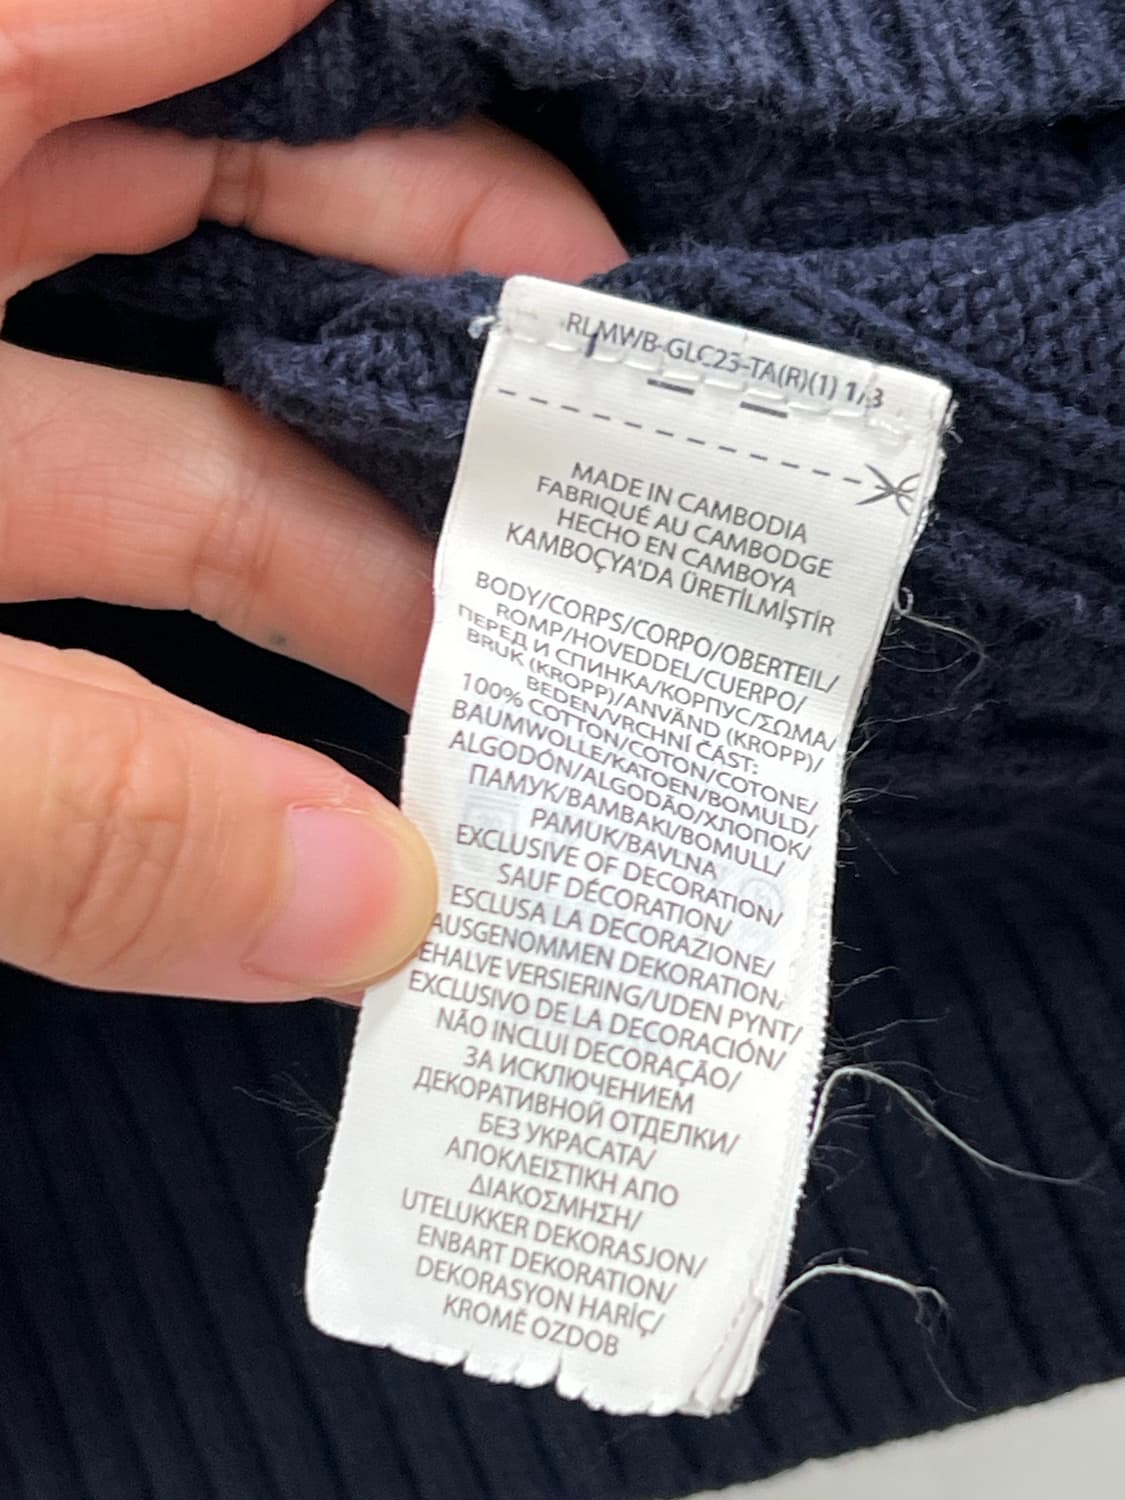 RLMWB-GLC23-TA(R)(1) 1/3
MADE IN CAMBODIA
FABRIQUÉ AU CAMBODGE
HECHO EN CAMBOYA
KAMBOÇYA'DA ÜRETİLMİŞTİR
BODY/CORPS/CORPO/OBERTEIL/
ROMP/HOVEDDEL/CUERPO/
ПЕРЕД И СПИНКА/КОРПУС/ΣΩΜΑ/
BRUK (KROPP)/ANVÄND (KROPP)/
BEDEN/VRCHNÍ ČÁST:
100% COTTON/COTON/COTONE/
BAUMWOLLE/KATOEN/BOMULD/
ALGODÓN/ALGODÃO/ХЛОПОК/
ПАМУК/BAMBAKI/BOMULL/
PAMUK/BAVLNA
EXCLUSIVE OF DECORATION/
SAUF DÉCORATION/
ESCLUSA LA DECORAZIONE/
AUSGENOMMEN DEKORATION/
EHALVE VERSIERING/UDEN PYNT/
EXCLUSIVO DE LA DECORACIÓN/
NÃO INCLUI DECORAÇÃO/
ЗА ИСКЛЮЧЕНИЕМ
ДЕКОРАТИВНОЙ ОТДЕЛКИ/
БЕЗ УКРАСАТА/
ΑΠΟΚΛΕΙΣΤΙΚΗ ΑΠΟ
ΔΙΑΚΟΣΜΗΣΗ/
UTELUKKER DEKORASJON/
ENBART DEKORATION/
DEKORASYON HARİÇ/
KROMĚ OZDOB